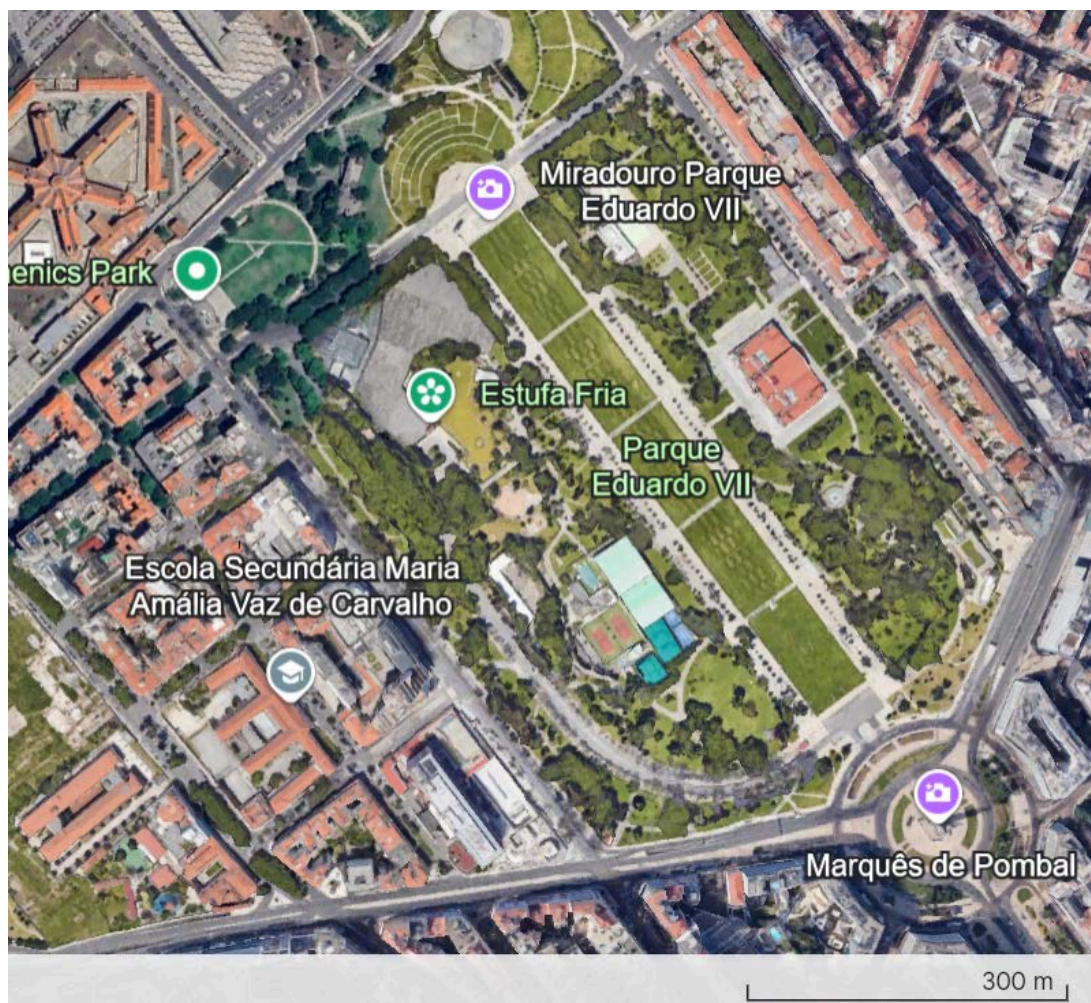 Miradouro Parque
Eduardo VII
menics Park
Estufa Fria
Parque
Eduardo VII
Escola Secundária Maria
Amália Vaz de Carvalho
Marquês de Pombal
300 m